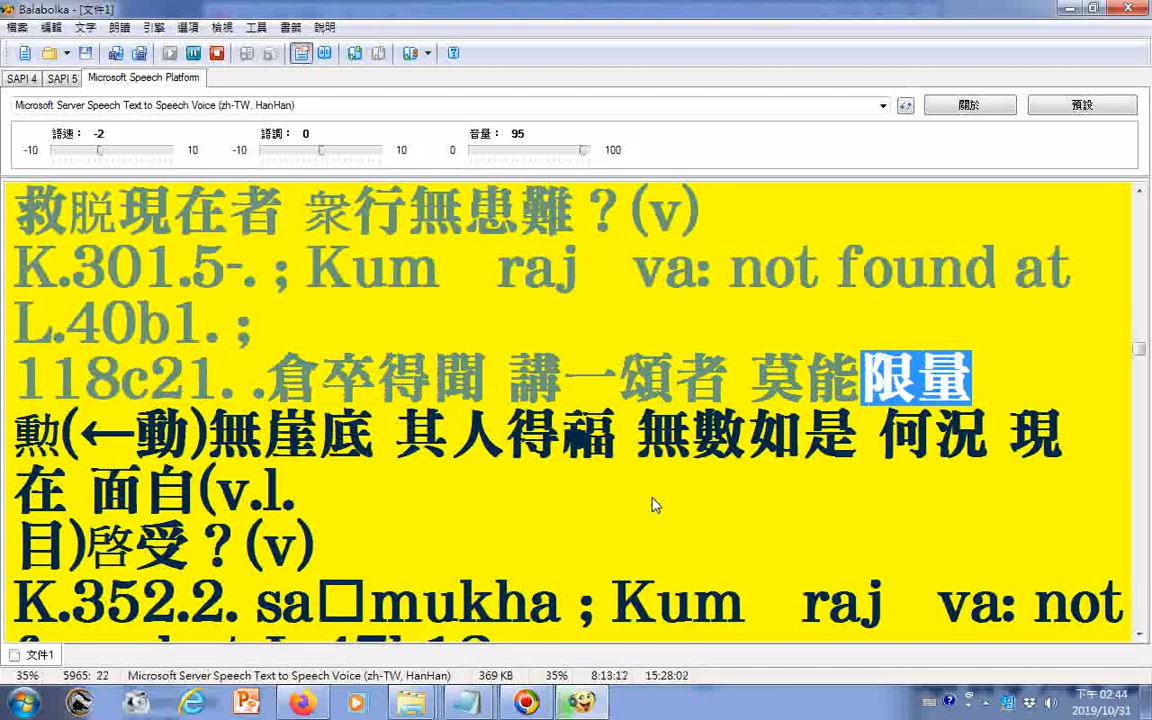 Balabolka - [文件1]
檔案 編輯 文字 朗讀 引擎 選項 檢視 工具 書籤 說明
SAPI 4 SAPI 5 Microsoft Speech Platform
Microsoft Server Speech Text to Speech Voice (zh-TW, HanHan) 關於 預設
語速： -2 語調： 0 音量： 95
-10 10 -10 10 0 100
救脱現在者 衆行無患難？(v)
K.301.5-. ; Kum raj va: not found at
L.40b1. ;
118c21. .倉卒得聞 講一頌者 莫能限量
勲(←動)無崖底 其人得福 無數如是 何況 現
在 面自(v.l.
目)啓受？(v)
K.352.2. sa□mukha ; Kum raj va: not
文件1
35% 5965: 22 Microsoft Server Speech Text to Speech Voice (zh-TW, HanHan) 369 KB 35% 8:13:12 15:28:02
下午 02:44
2019/10/31